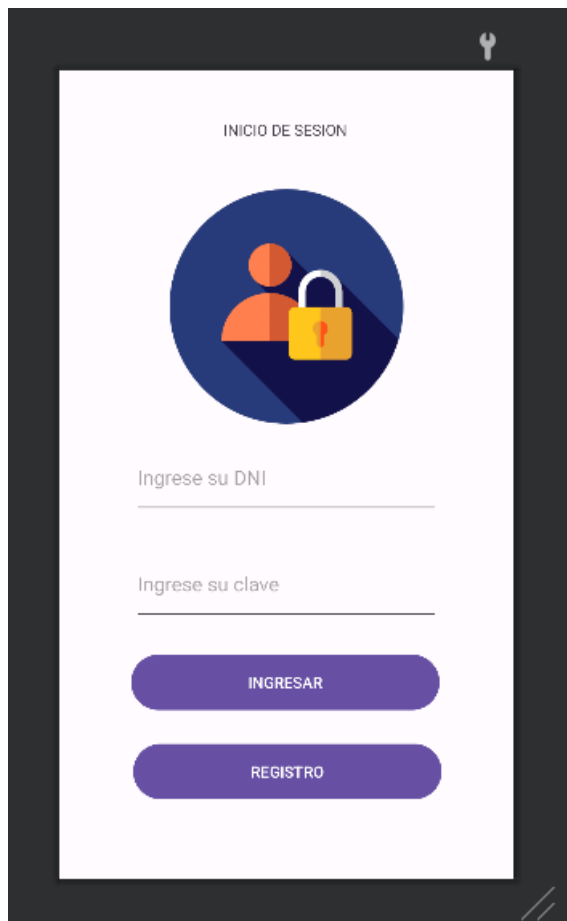 INICIO DE SESION
Ingrese su DNI
Ingrese su clave
INGRESAR
REGISTRO